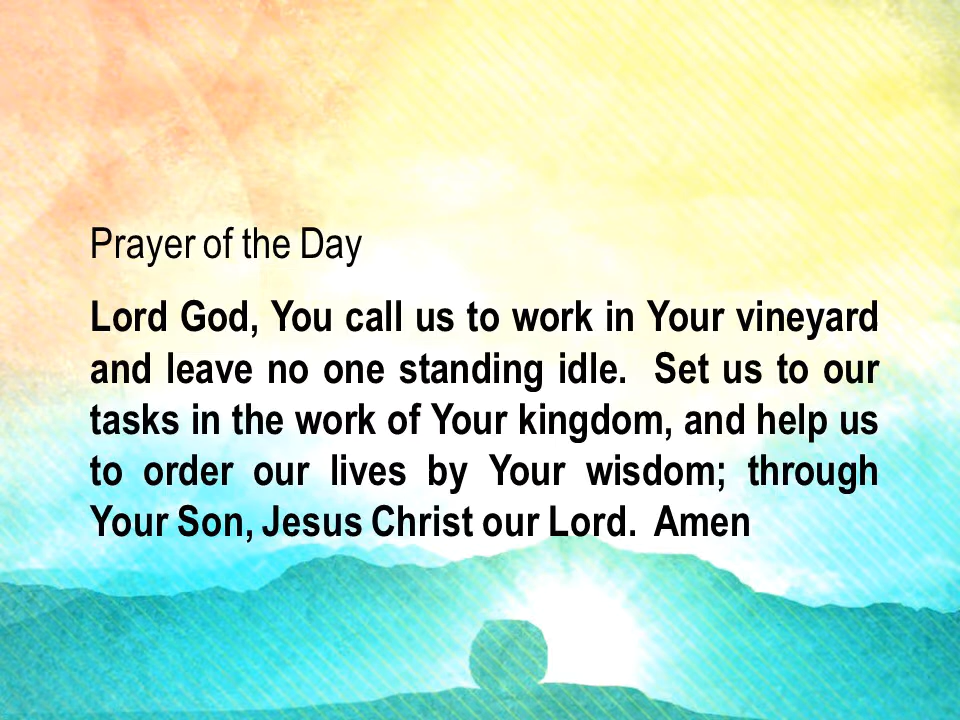 Prayer of the Day
Lord God, You call us to work in Your vineyard
and leave no one standing idle.  Set us to our
tasks in the work of Your kingdom, and help us
to order our lives by Your wisdom; through
Your Son, Jesus Christ our Lord.  Amen